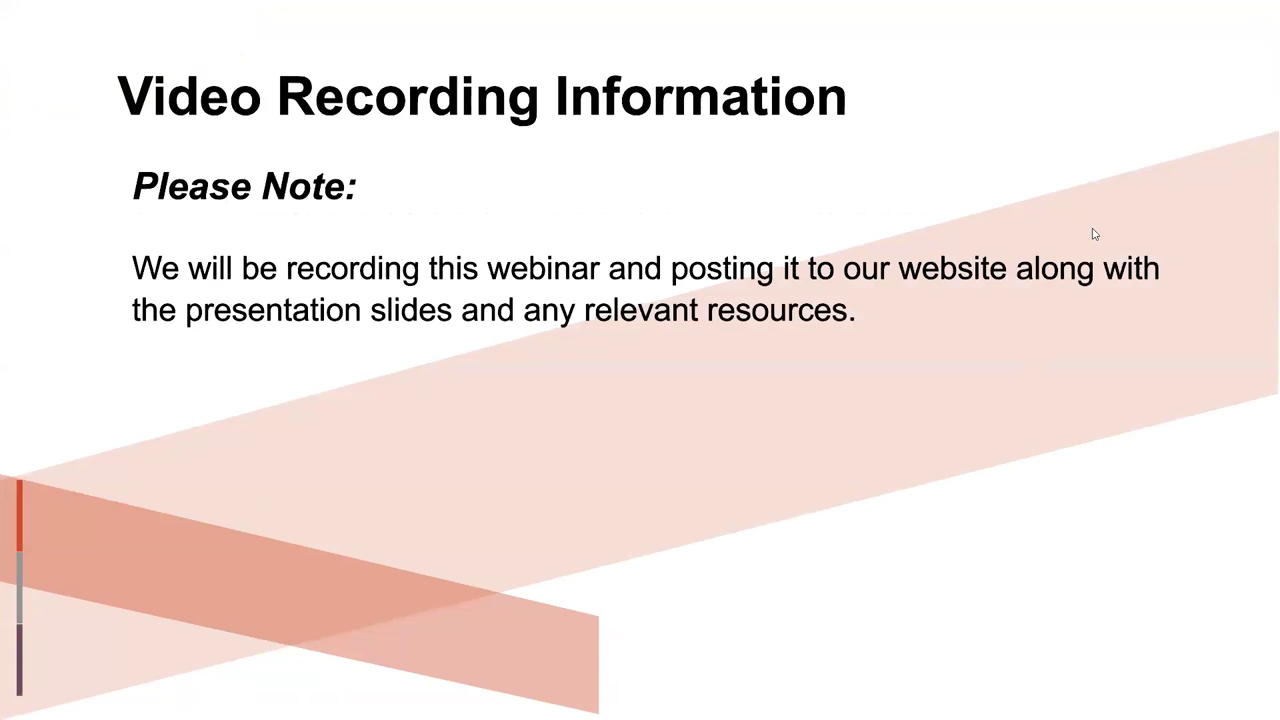 Video Recording Information
Please Note:
We will be recording this webinar and posting it to our website along with
the presentation slides and any relevant resources.